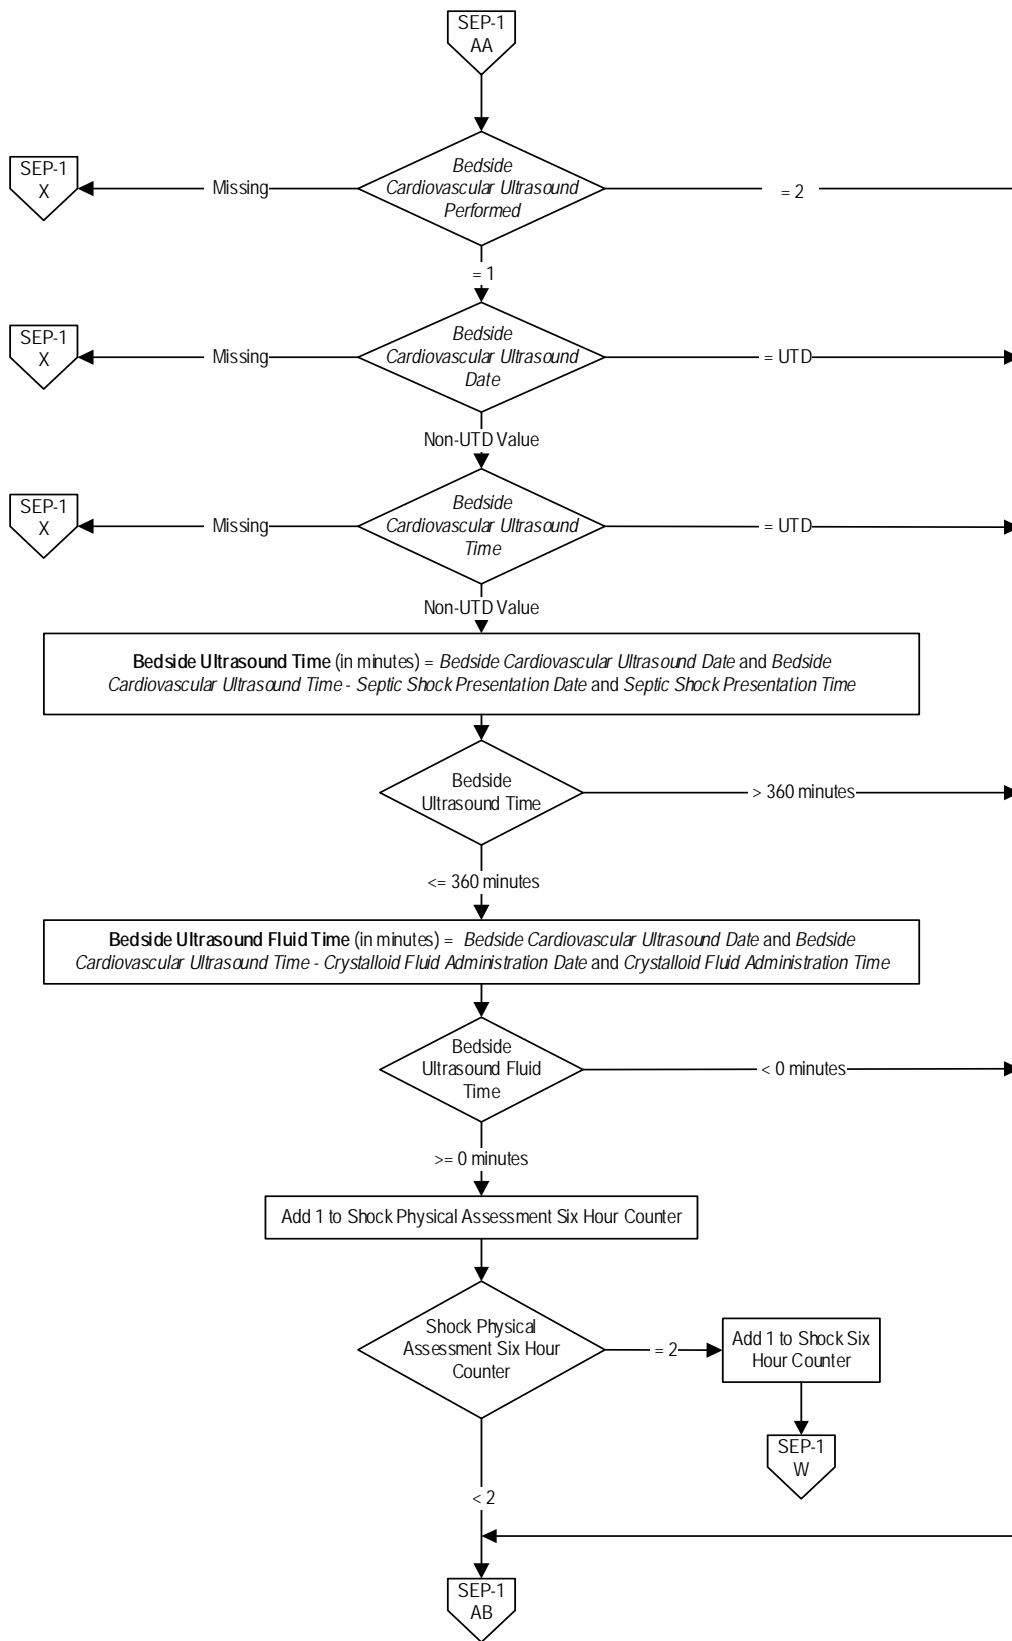 SEP-1
AA
Bedside
Cardiovascular Ultrasound
Performed
SEP-1
X
Missing
= 2
= 1
Bedside
Cardiovascular Ultrasound
Date
SEP-1
X
Missing
= UTD
Non-UTD Value
Bedside
Cardiovascular Ultrasound
Time
SEP-1
X
Missing
= UTD
Non-UTD Value
Bedside Ultrasound Time (in minutes) = Bedside Cardiovascular Ultrasound Date and Bedside
Cardiovascular Ultrasound Time - Septic Shock Presentation Date and Septic Shock Presentation Time
Bedside
Ultrasound Time
> 360 minutes
<= 360 minutes
Bedside Ultrasound Fluid Time (in minutes) = Bedside Cardiovascular Ultrasound Date and Bedside
Cardiovascular Ultrasound Time - Crystalloid Fluid Administration Date and Crystalloid Fluid Administration Time
Bedside
Ultrasound Fluid
Time
< 0 minutes
>= 0 minutes
Add 1 to Shock Physical Assessment Six Hour Counter
Shock Physical
Assessment Six Hour
Counter
= 2
Add 1 to Shock Six
Hour Counter
SEP-1
W
< 2
SEP-1
AB